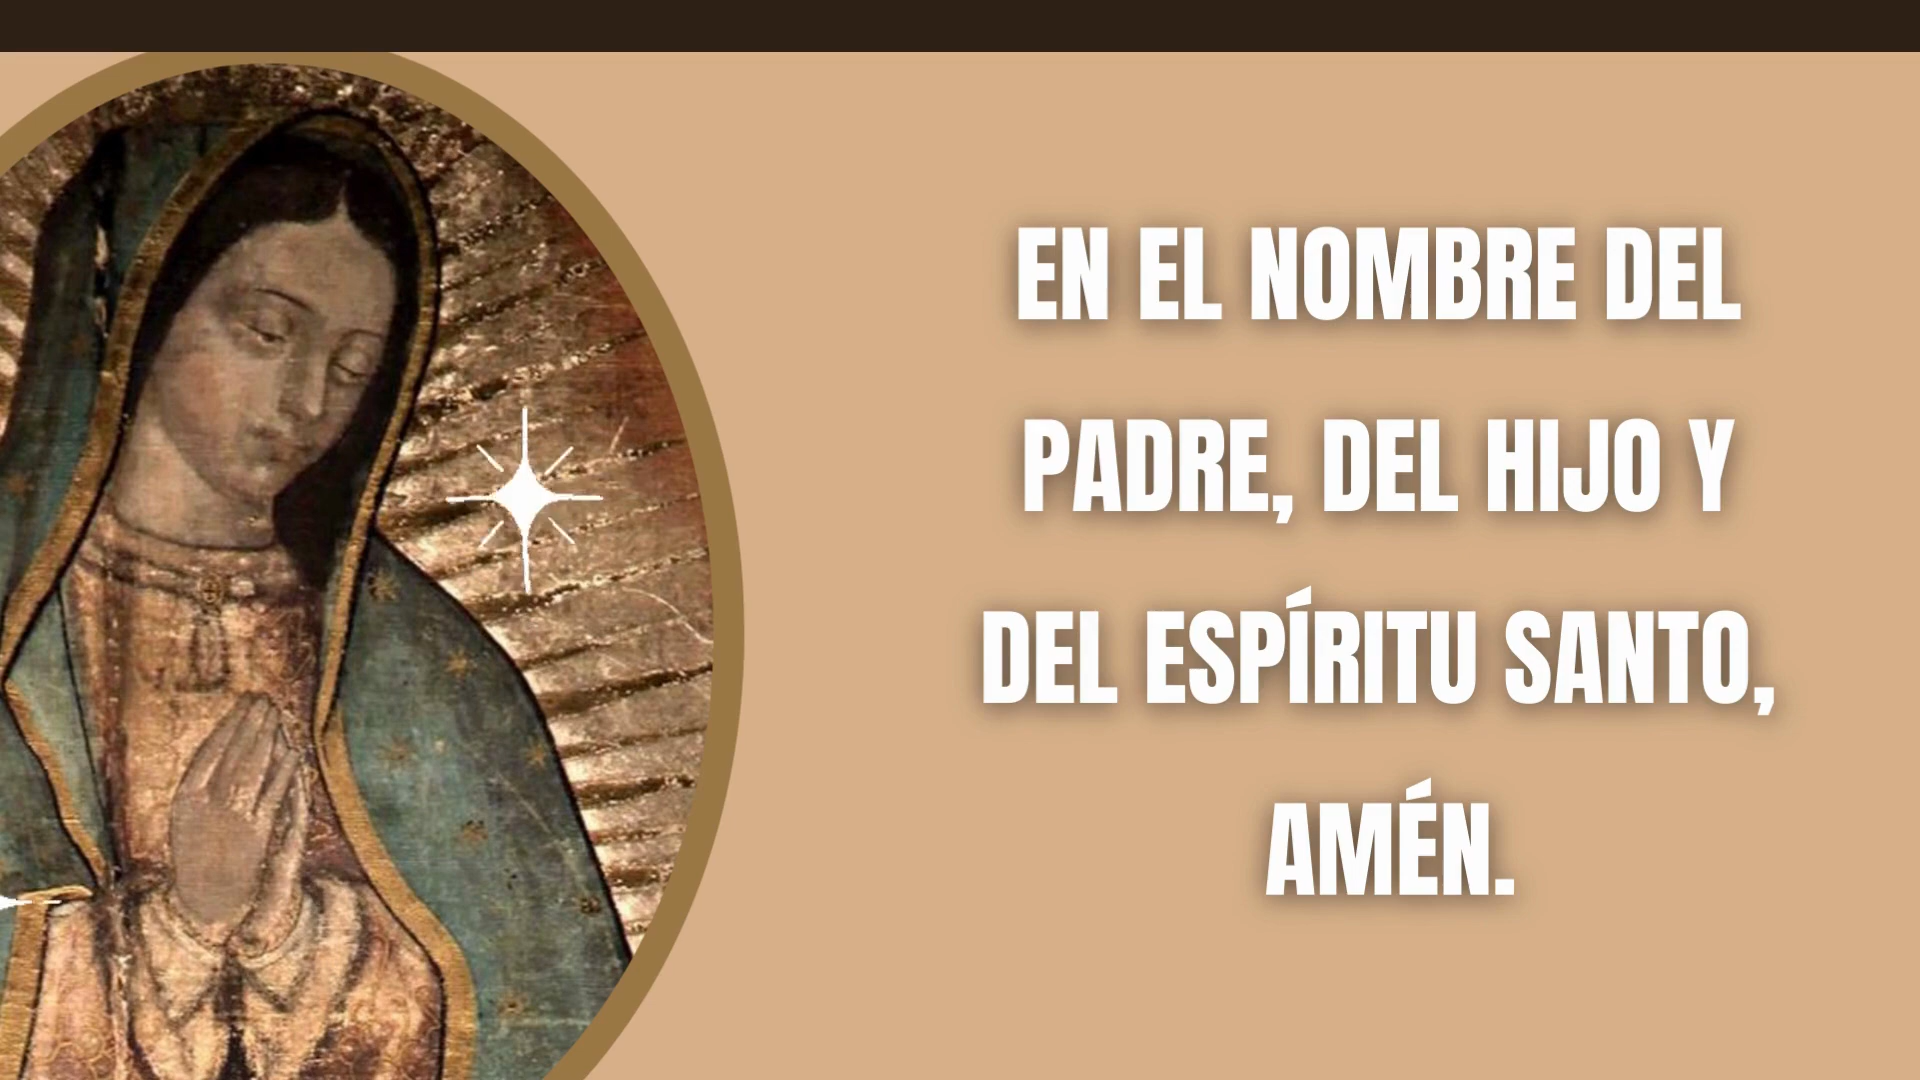 EN EL NOMBRE DEL
PADRE, DEL HIJO Y
DEL ESPÍRITU SANTO,
AMÉN.